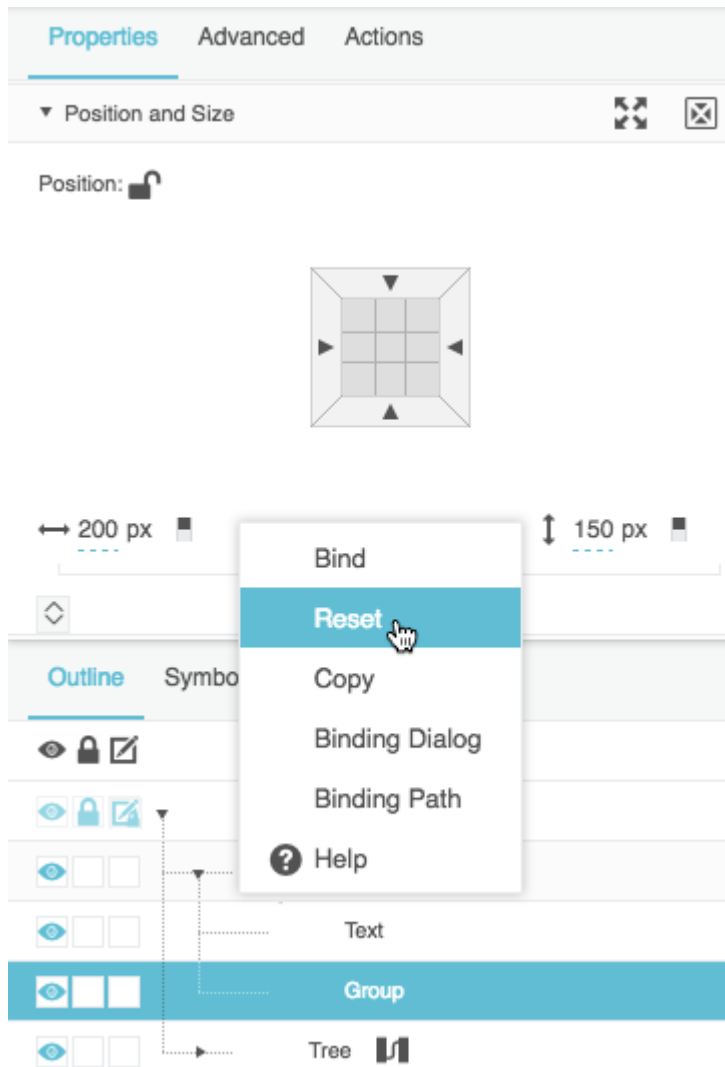 Properties Advanced Actions
Position and Size
Position:
200 px 150 px
Bind
Reset
Outline Symbo
Copy
Binding Dialog
Binding Path
? Help
Text
Group
Tree